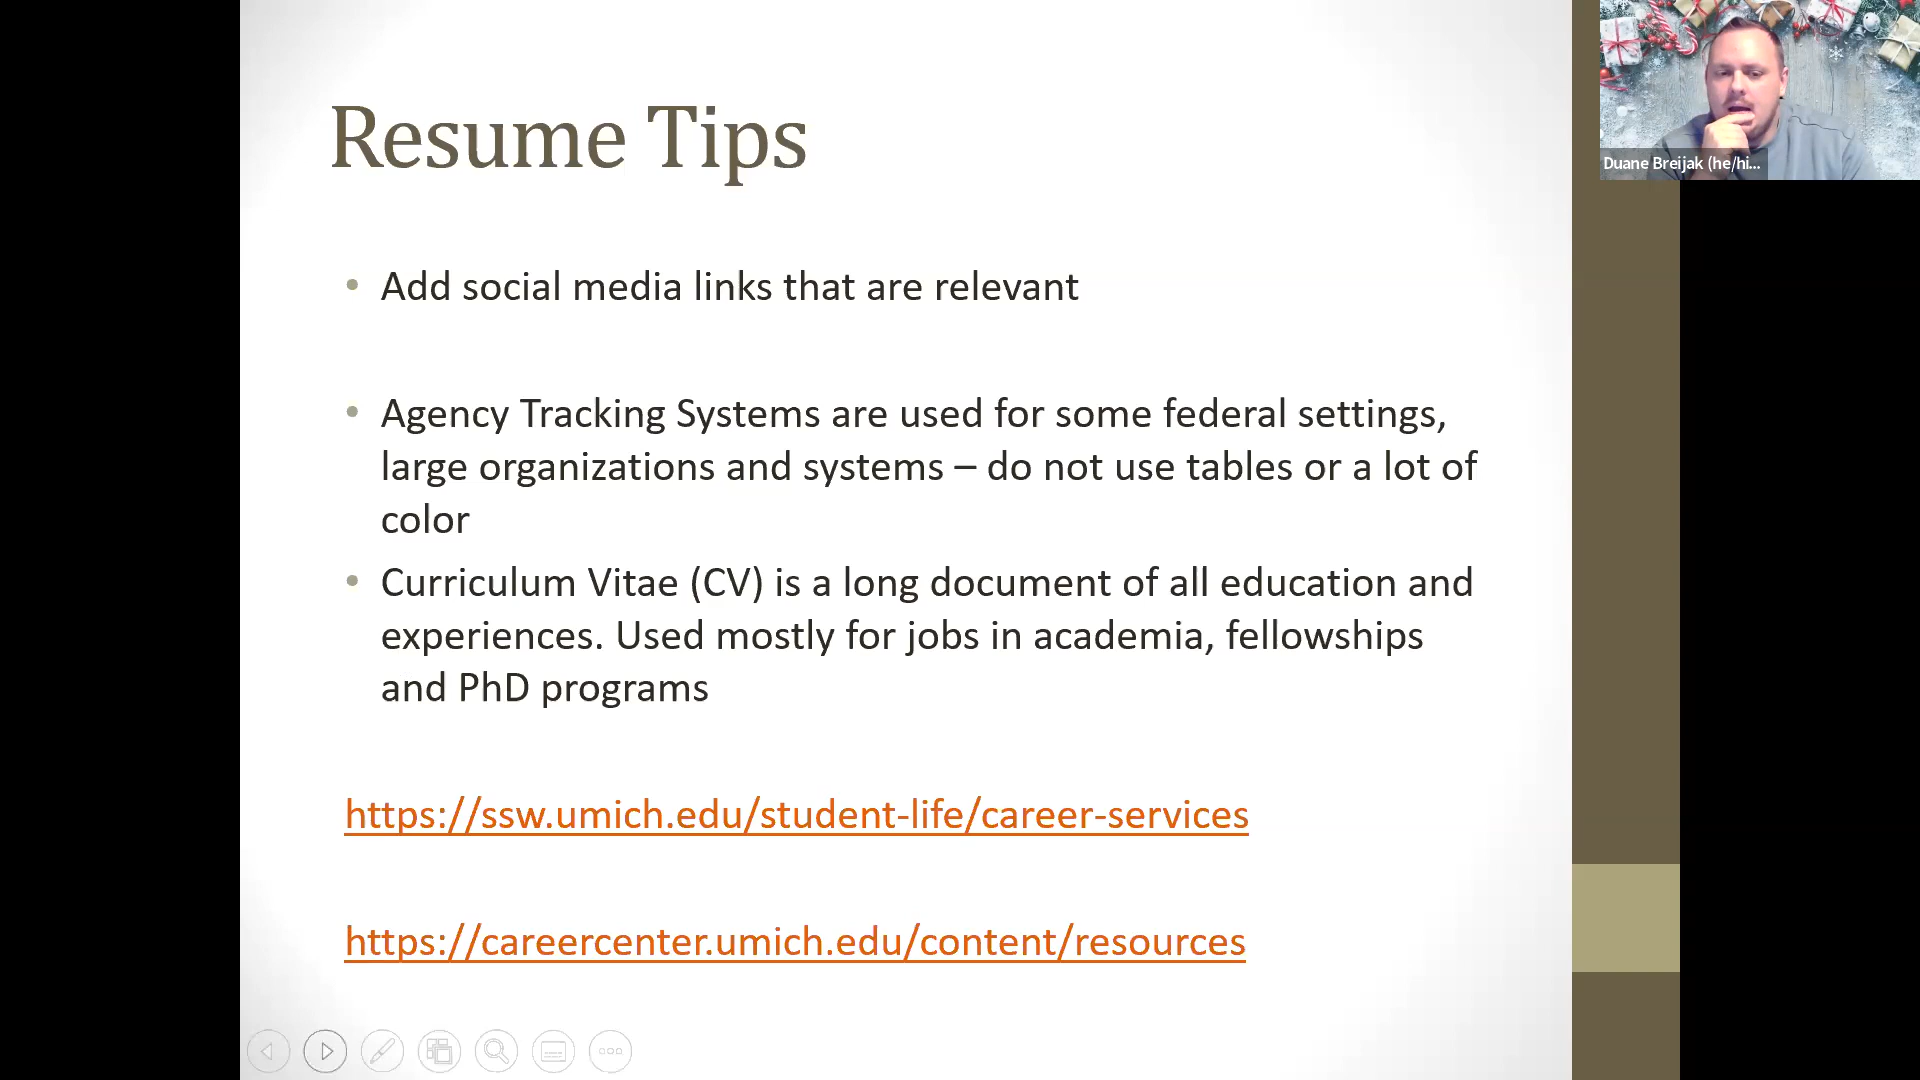 Resume Tips
Duane Breijak (he/hi...
• Add social media links that are relevant
• Agency Tracking Systems are used for some federal settings,
large organizations and systems – do not use tables or a lot of
color
• Curriculum Vitae (CV) is a long document of all education and
experiences. Used mostly for jobs in academia, fellowships
and PhD programs
https://ssw.umich.edu/student-life/career-services
https://careercenter.umich.edu/content/resources